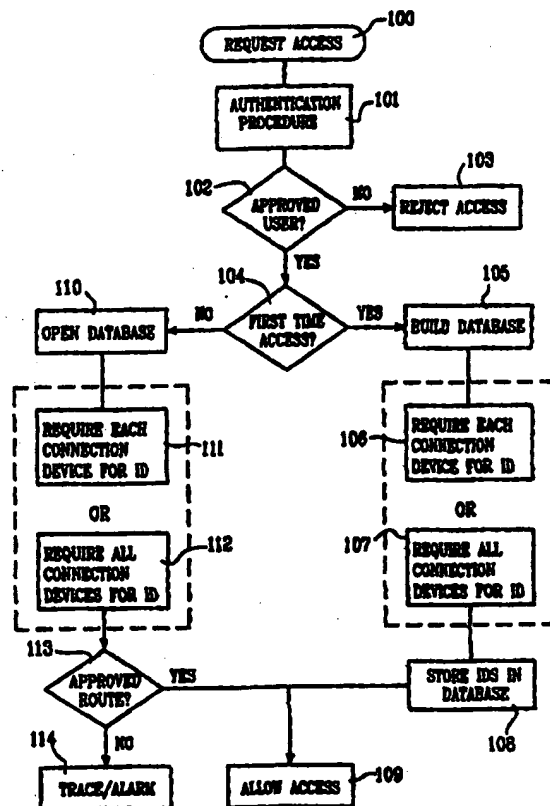 REQUEST ACCESS
100
AUTHENTICATION
PROCEDURE
101
102
APPROVED
USER?
NO
103
REJECT ACCESS
YES
104
FIRST TIME
ACCESS?
NO
YES
110
OPEN DATABASE
105
BUILD DATABASE
REQUIRE EACH
CONNECTION
DEVICE FOR ID
111
OR
REQUIRE ALL
CONNECTION
DEVICES FOR ID
112
106
REQUIRE EACH
CONNECTION
DEVICE FOR ID
OR
107
REQUIRE ALL
CONNECTION
DEVICES FOR ID
113
APPROVED
ROUTE?
YES
NO
STORE IDS IN
DATABASE
108
114
TRACE/ALARK
ALLOW ACCESS
109